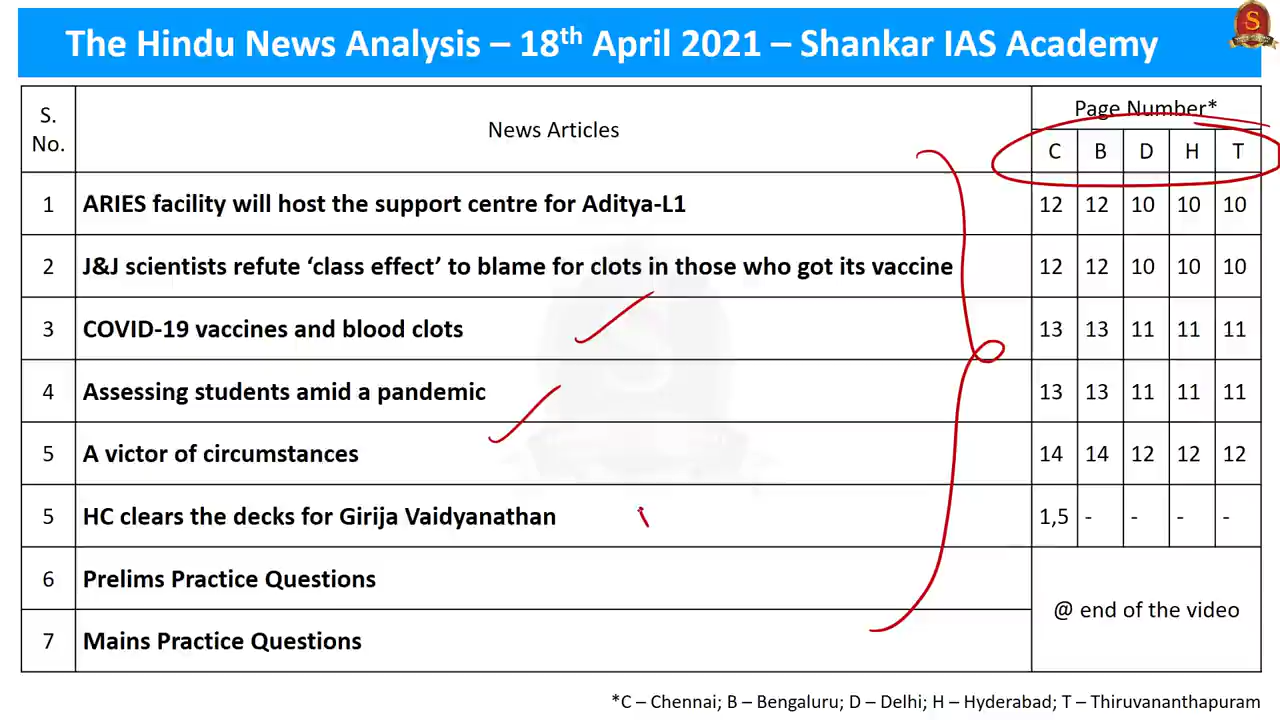 The Hindu News Analysis – 18th April 2021 – Shankar IAS Academy
S. No. News Articles Page Number*
C B D H T
1 ARIES facility will host the support centre for Aditya-L1 12 12 10 10 10
2 J&J scientists refute ‘class effect’ to blame for clots in those who got its vaccine 12 12 10 10 10
3 COVID-19 vaccines and blood clots 13 13 11 11 11
4 Assessing students amid a pandemic 13 13 11 11 11
5 A victor of circumstances 14 14 12 12 12
5 HC clears the decks for Girija Vaidyanathan 1,5 - - - -
6 Prelims Practice Questions @ end of the video
7 Mains Practice Questions
*C – Chennai; B – Bengaluru; D – Delhi; H – Hyderabad; T – Thiruvananthapuram